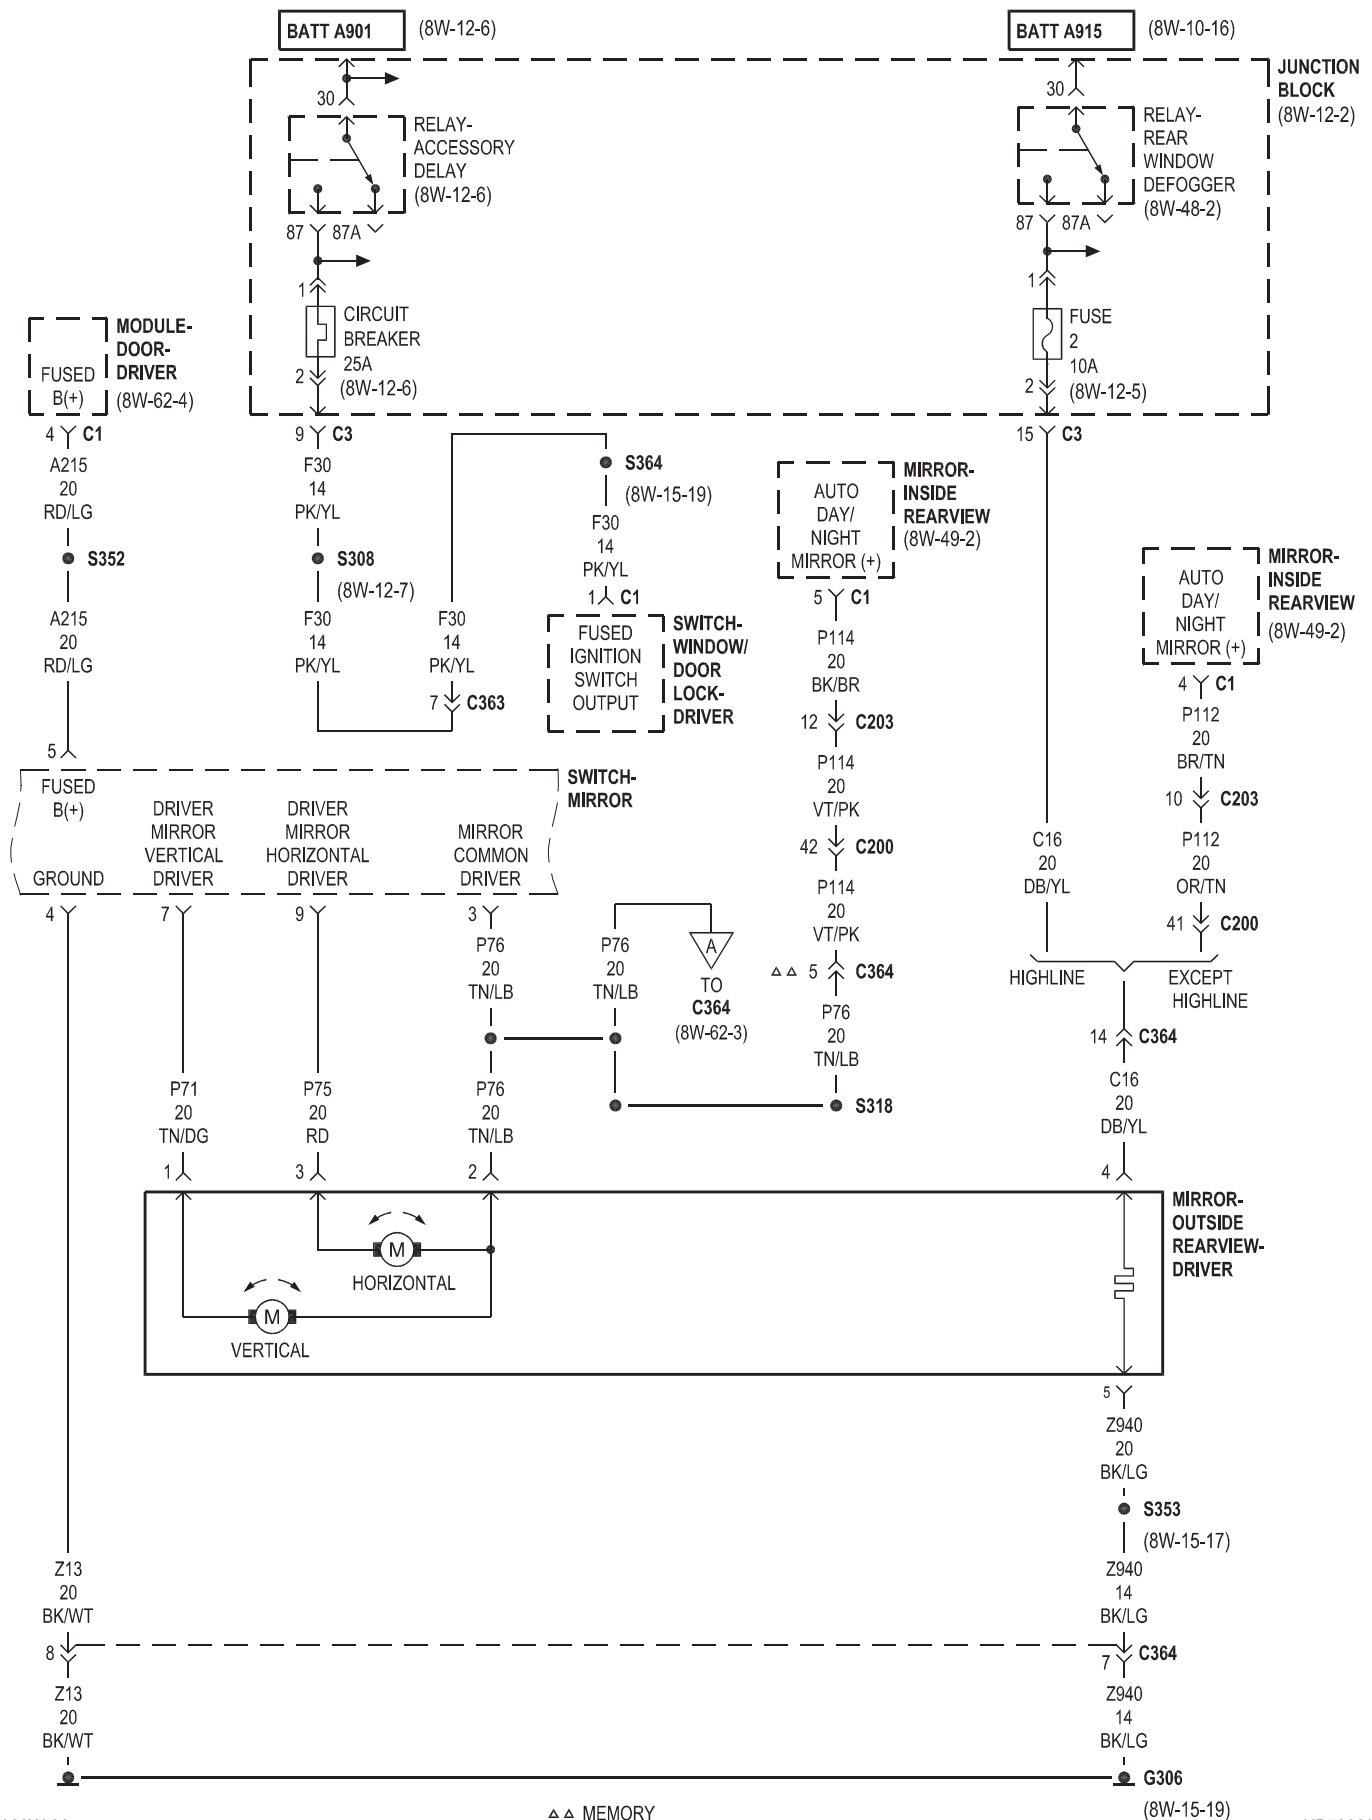 BATT A901 (8W-12-6)
BATT A915 (8W-10-16)
JUNCTION
BLOCK
(8W-12-2)
30
RELAY-
ACCESSORY
DELAY
(8W-12-6)
87 87A
1
CIRCUIT
BREAKER
25A
(8W-12-6)
2
30
RELAY-
REAR
WINDOW
DEFOGGER
(8W-48-2)
87 87A
1
FUSE
2
10A
(8W-12-5)
2
MODULE-
DOOR-
DRIVER
(8W-62-4)
FUSED
B(+)
4 C1
A215
20
RD/LG
S352
A215
20
RD/LG
5
9 C3
F30
14
PK/YL
S308
(8W-12-7)
F30
14
PK/YL
F30
14
PK/YL
7 C363
S364
(8W-15-19)
F30
14
PK/YL
1 C1
FUSED
IGNITION
SWITCH
OUTPUT
SWITCH-
WINDOW/
DOOR
LOCK-
DRIVER
AUTO
DAY/
NIGHT
MIRROR (+)
MIRROR-
INSIDE
REARVIEW
(8W-49-2)
5 C1
P114
20
BK/BR
12 C203
P114
20
VT/PK
42 C200
P114
20
VT/PK
△△ 5 C364
P76
20
TN/LB
S318
15 C3
C16
20
DB/YL
AUTO
DAY/
NIGHT
MIRROR (+)
MIRROR-
INSIDE
REARVIEW
(8W-49-2)
4 C1
P112
20
BR/TN
10 C203
P112
20
OR/TN
41 C200
HIGHLINE
EXCEPT
HIGHLINE
14 C364
C16
20
DB/YL
4
SWITCH-
MIRROR
FUSED
B(+)
GROUND
DRIVER
MIRROR
VERTICAL
DRIVER
DRIVER
MIRROR
HORIZONTAL
DRIVER
MIRROR
COMMON
DRIVER
4 7 9 3
P76
20
TN/LB
P76
20
TN/LB
A
TO
C364
(8W-62-3)
P71
20
TN/DG
1
P75
20
RD
3
P76
20
TN/LB
2
MIRROR-
OUTSIDE
REARVIEW-
DRIVER
M
HORIZONTAL
M
VERTICAL
5
Z940
20
BK/LG
S353
(8W-15-17)
Z13
20
BK/WT
8
Z13
20
BK/WT
Z940
14
BK/LG
7 C364
Z940
14
BK/LG
G306
(8W-15-19)
△△ MEMORY